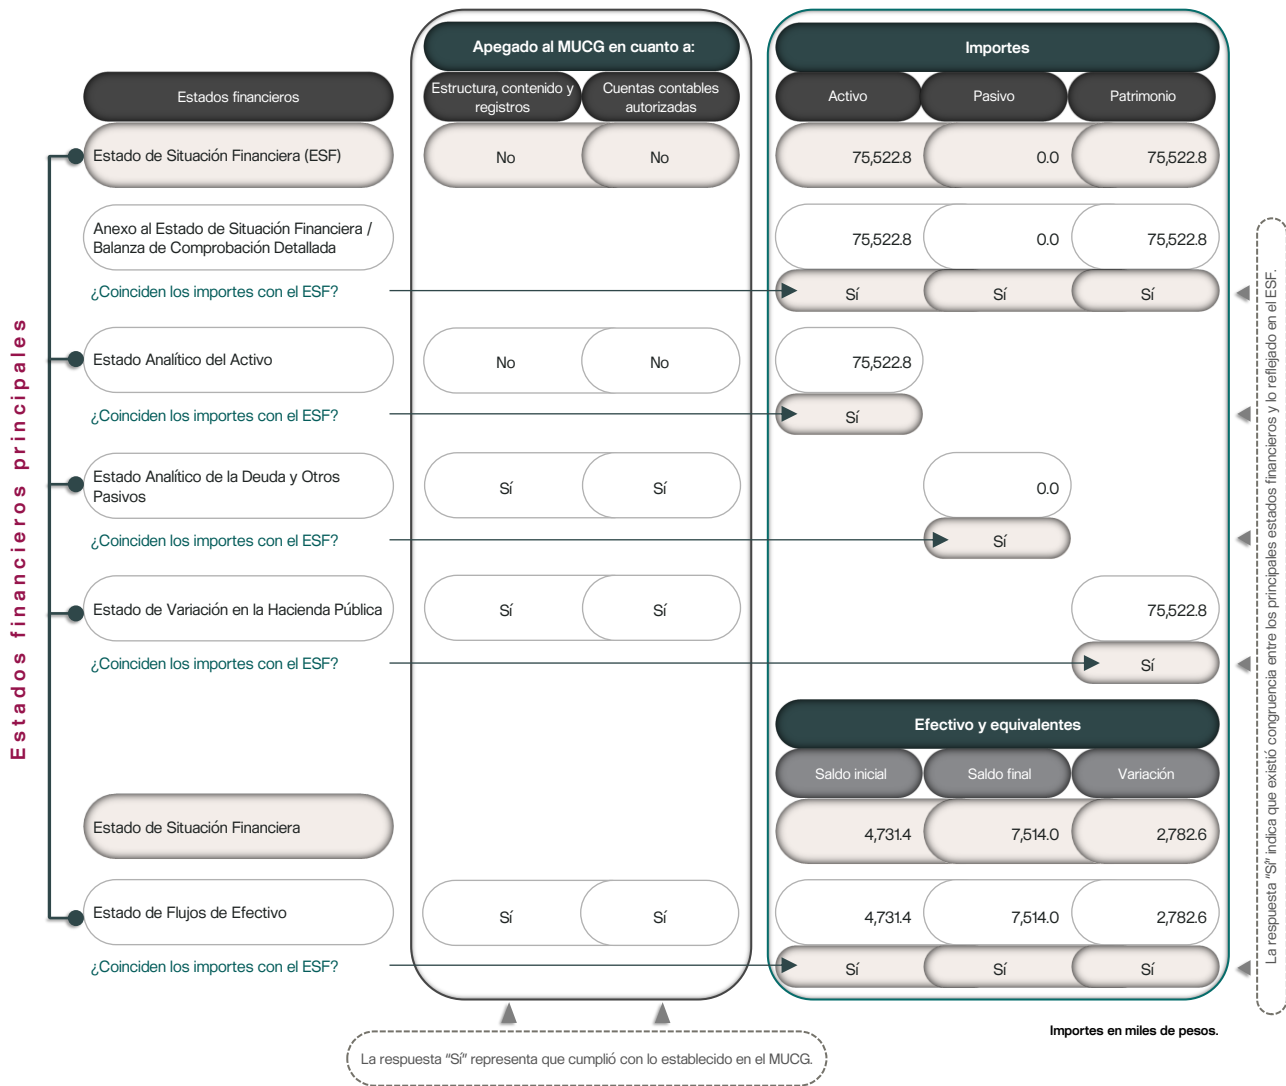 Apegado al MUCG en cuanto a:
Importes
Estados financieros
Estructura, contenido y
registros
Cuentas contables
autorizadas
Activo
Pasivo
Patrimonio
Estado de Situación Financiera (ESF)
No
No
75,522.8
0.0
75,522.8
Anexo al Estado de Situación Financiera /
Balanza de Comprobación Detallada
75,522.8
0.0
75,522.8
¿Coinciden los importes con el ESF?
Sí
Sí
Sí
Estado Analítico del Activo
No
No
75,522.8
¿Coinciden los importes con el ESF?
Sí
Estado Analítico de la Deuda y Otros
Pasivos
Sí
Sí
0.0
¿Coinciden los importes con el ESF?
Sí
Estado de Variación en la Hacienda Pública
Sí
Sí
75,522.8
¿Coinciden los importes con el ESF?
Sí
Efectivo y equivalentes
Saldo inicial
Saldo final
Variación
Estado de Situación Financiera
4,731.4
7,514.0
2,782.6
Estado de Flujos de Efectivo
Sí
Sí
4,731.4
7,514.0
2,782.6
¿Coinciden los importes con el ESF?
Sí
Sí
Sí
Estados financieros principales
La respuesta "Sí" indica que existió congruencia entre los principales estados financieros y lo reflejado en el ESF.
Importes en miles de pesos.
La respuesta "Sí" representa que cumplió con lo establecido en el MUCG.